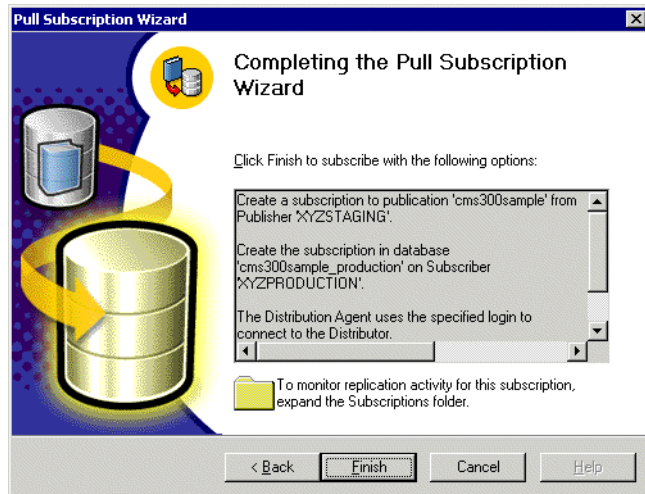 Pull Subscription Wizard
Completing the Pull Subscription
Wizard
Click Finish to subscribe with the following options:
Create a subscription to publication 'cms300sample' from
Publisher 'XYZSTAGING'.
Create the subscription in database
'cms300sample_production' on Subscriber
'XYZPRODUCTION'.
The Distribution Agent uses the specified login to
connect to the Distributor.
To monitor replication activity for this subscription,
expand the Subscriptions folder.
< Back
Finish
Cancel
Help